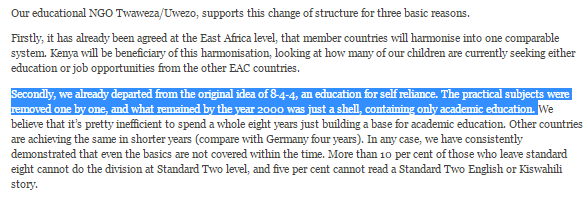 Our educational NGO Twaweza/Uwezo, supports this change of structure for three basic reasons.
Firstly, it has already been agreed at the East Africa level, that member countries will harmonise into one comparable
system. Kenya will be beneficiary of this harmonisation, looking at how many of our children are currently seeking either
education or job opportunities from the other EAC countries.
Secondly, we already departed from the original idea of 8-4-4, an education for self reliance. The practical subjects were
removed one by one, and what remained by the year 2000 was just a shell, containing only academic education. We
believe that it's pretty inefficient to spend a whole eight years just building a base for academic education. Other countries
are achieving the same in shorter years (compare with Germany four years). In any case, we have consistently
demonstrated that even the basics are not covered within the time. More than 10 per cent of those who leave standard
eight cannot do the division at Standard Two level, and five per cent cannot read a Standard Two English or Kiswahili
story.